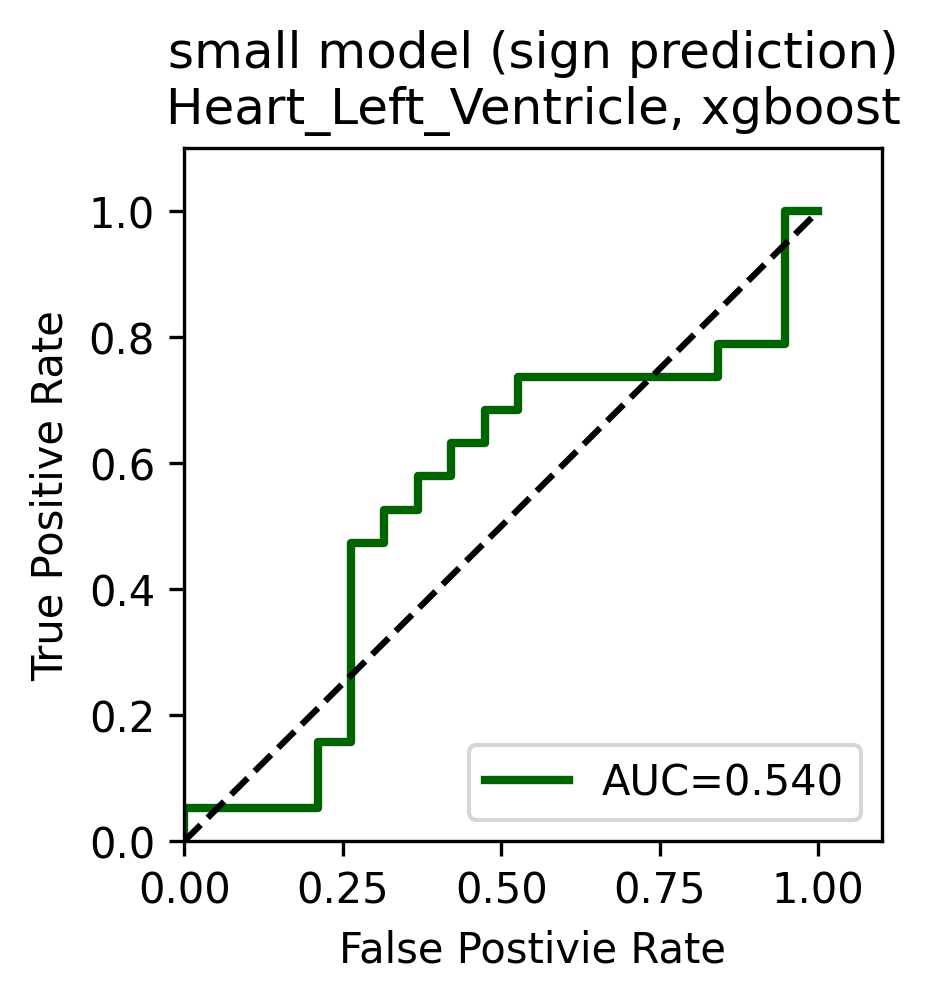 small model (sign prediction)
Heart_Left_Ventricle, xgboost
1.0
0.8
0.6
0.4
0.2
0.0
True Positive Rate
AUC=0.540
0.00 0.25 0.50 0.75 1.00
False Postivie Rate